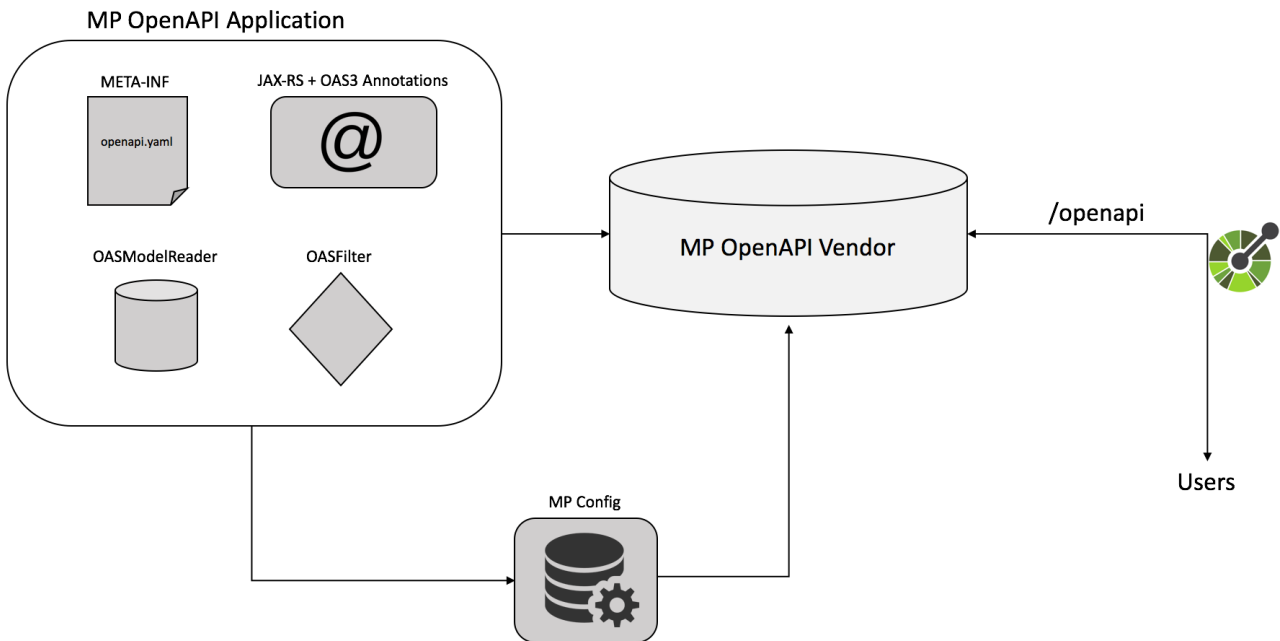 MP OpenAPI Application
META-INF
JAX-RS + OAS3 Annotations
openapi.yaml
@
OASModelReader
OASFilter
MP OpenAPI Vendor
/openapi
Users
MP Config